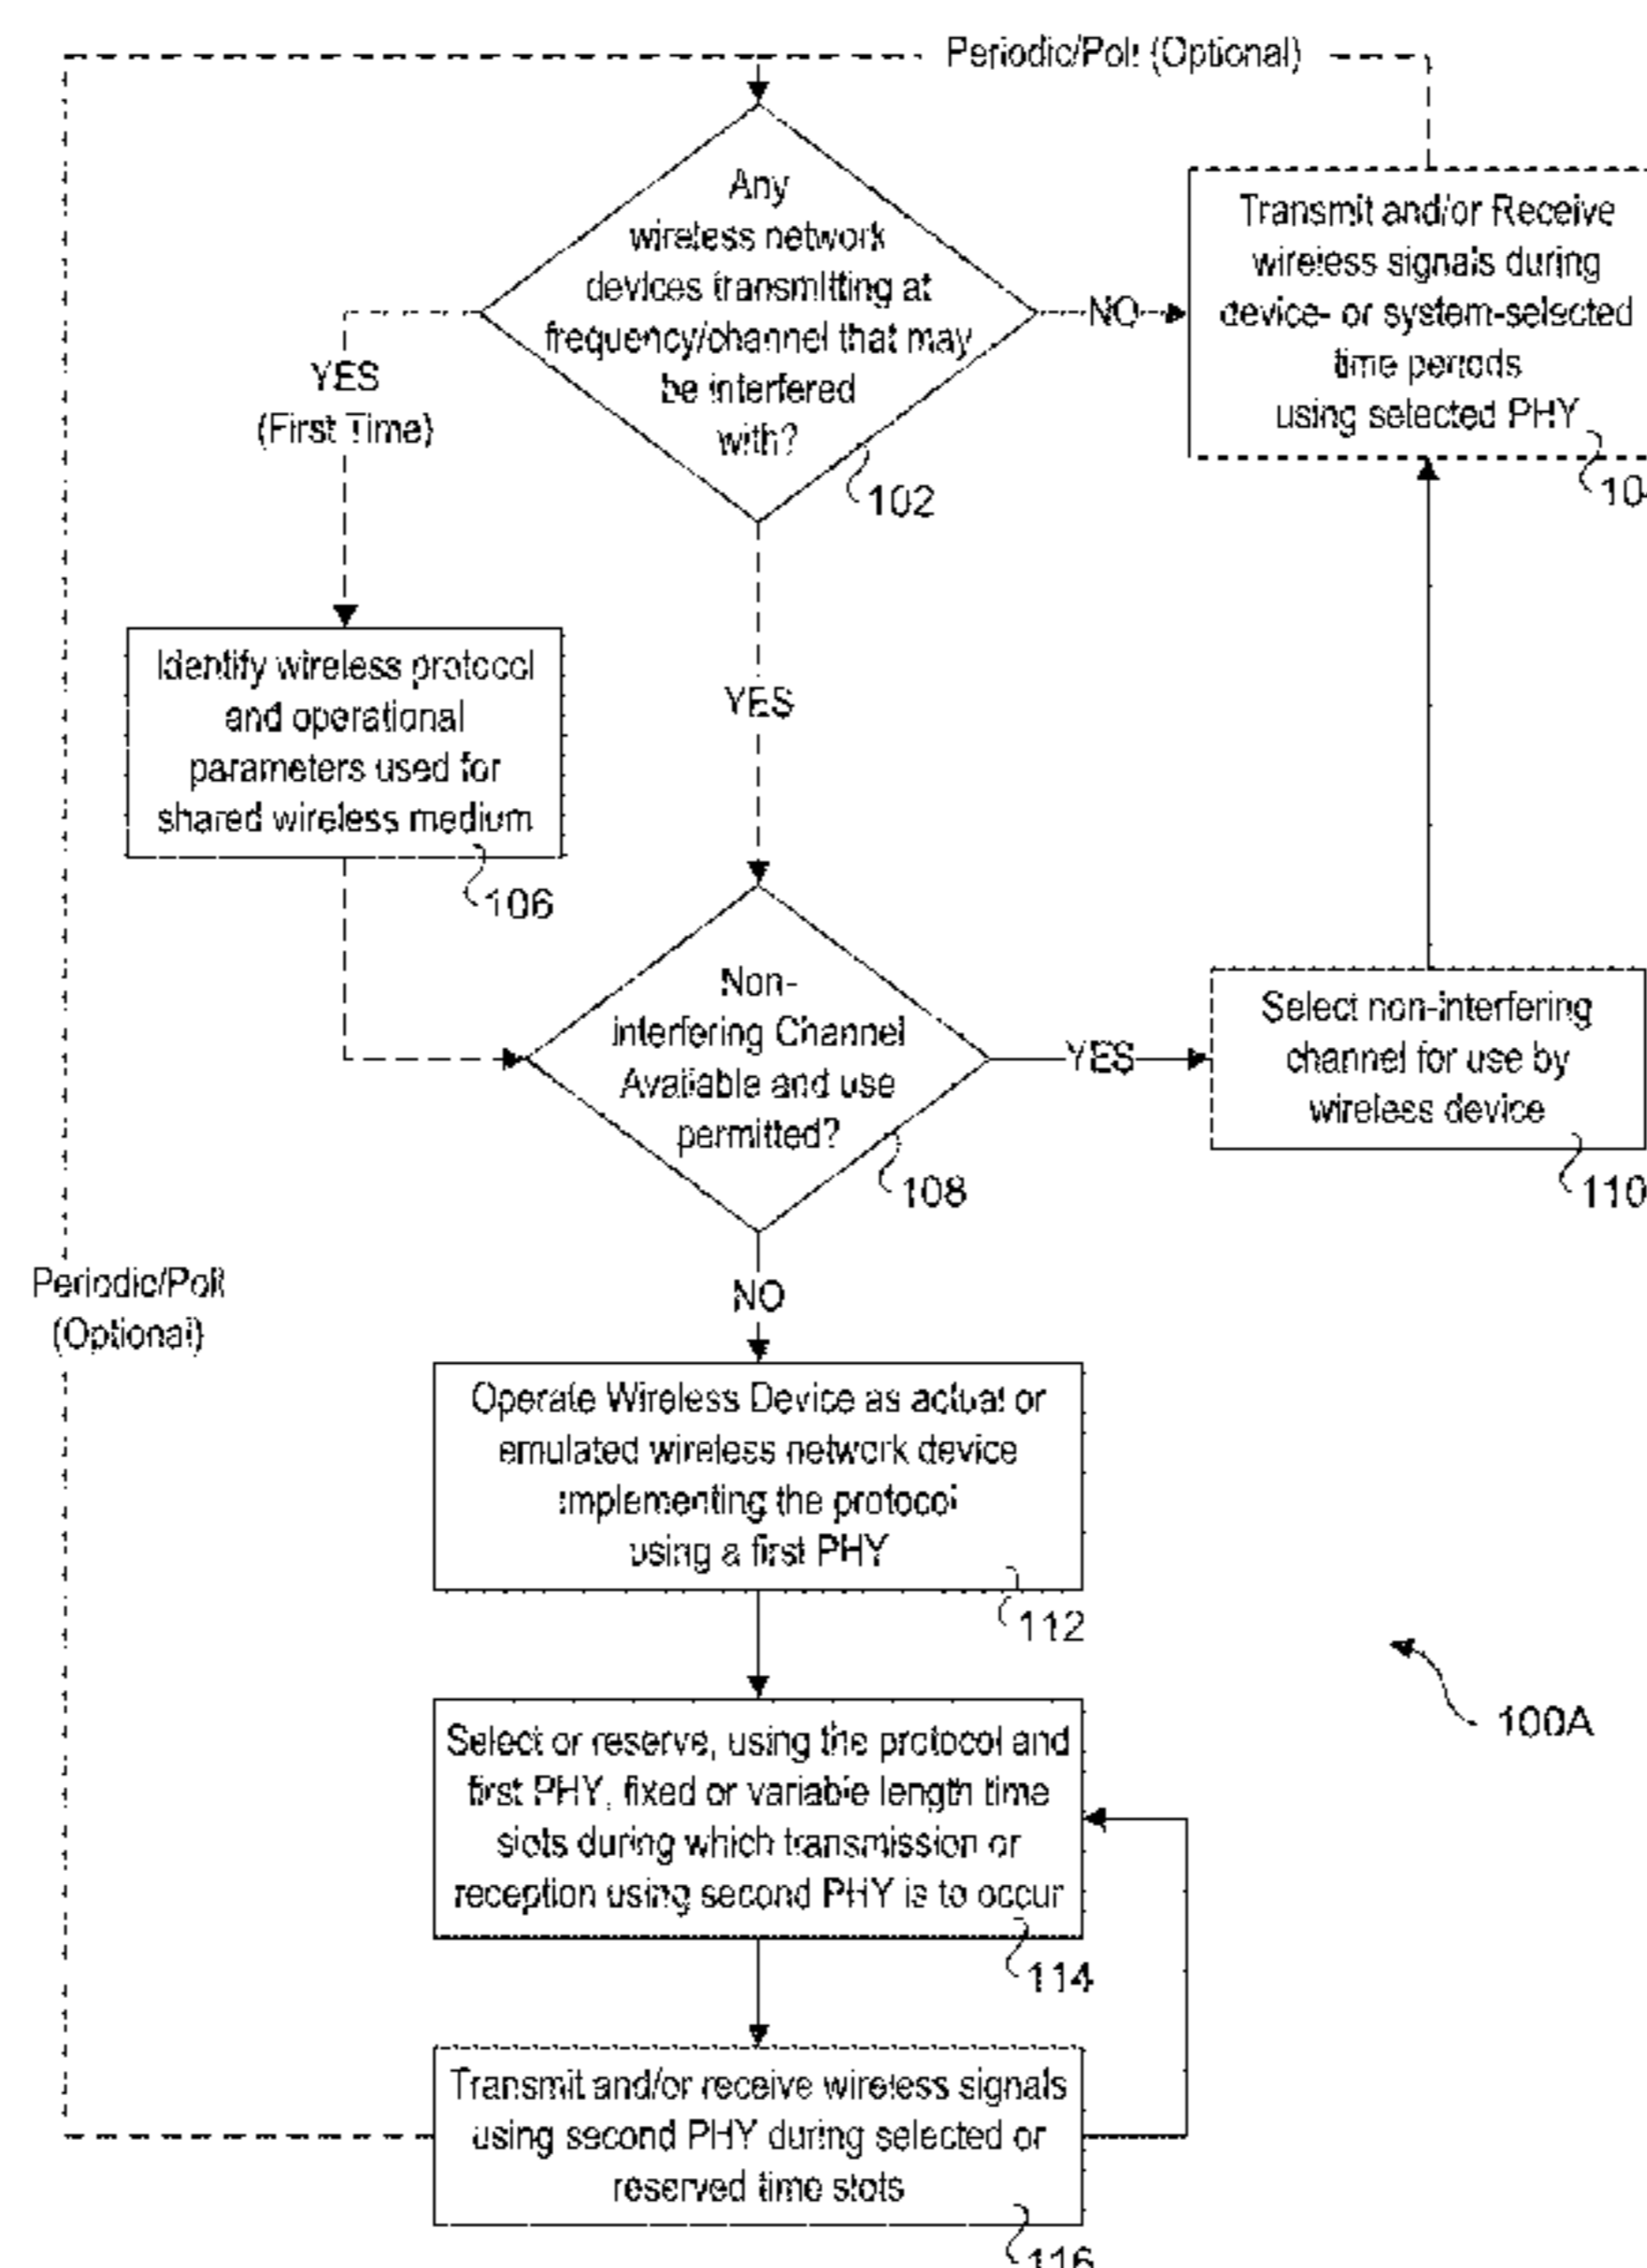 Periodic/Poll (Optional)
Any
wireless network
devices transmitting at
frequency/channel that may
be interfered
with?
102
NO
Transmit and/or Receive
wireless signals during
device- or system-selected
time periods
using selected PHY
YES
(First Time)
Identify wireless protocol
and operational
parameters used for
shared wireless medium
106
YES
Non-
interfering Channel
Available and use
permitted?
108
YES
Select non-interfering
channel for use by
wireless device
110
Periodic/Poll
(Optional)
NO
Operate Wireless Device as actual or
emulated wireless network device
implementing the protocol
using a first PHY
112
Select or reserve, using the protocol and
first PHY, fixed or variable length time
slots during which transmission or
reception using second PHY is to occur
114
100A
Transmit and/or receive wireless signals
using second PHY during selected or
reserved time slots
116